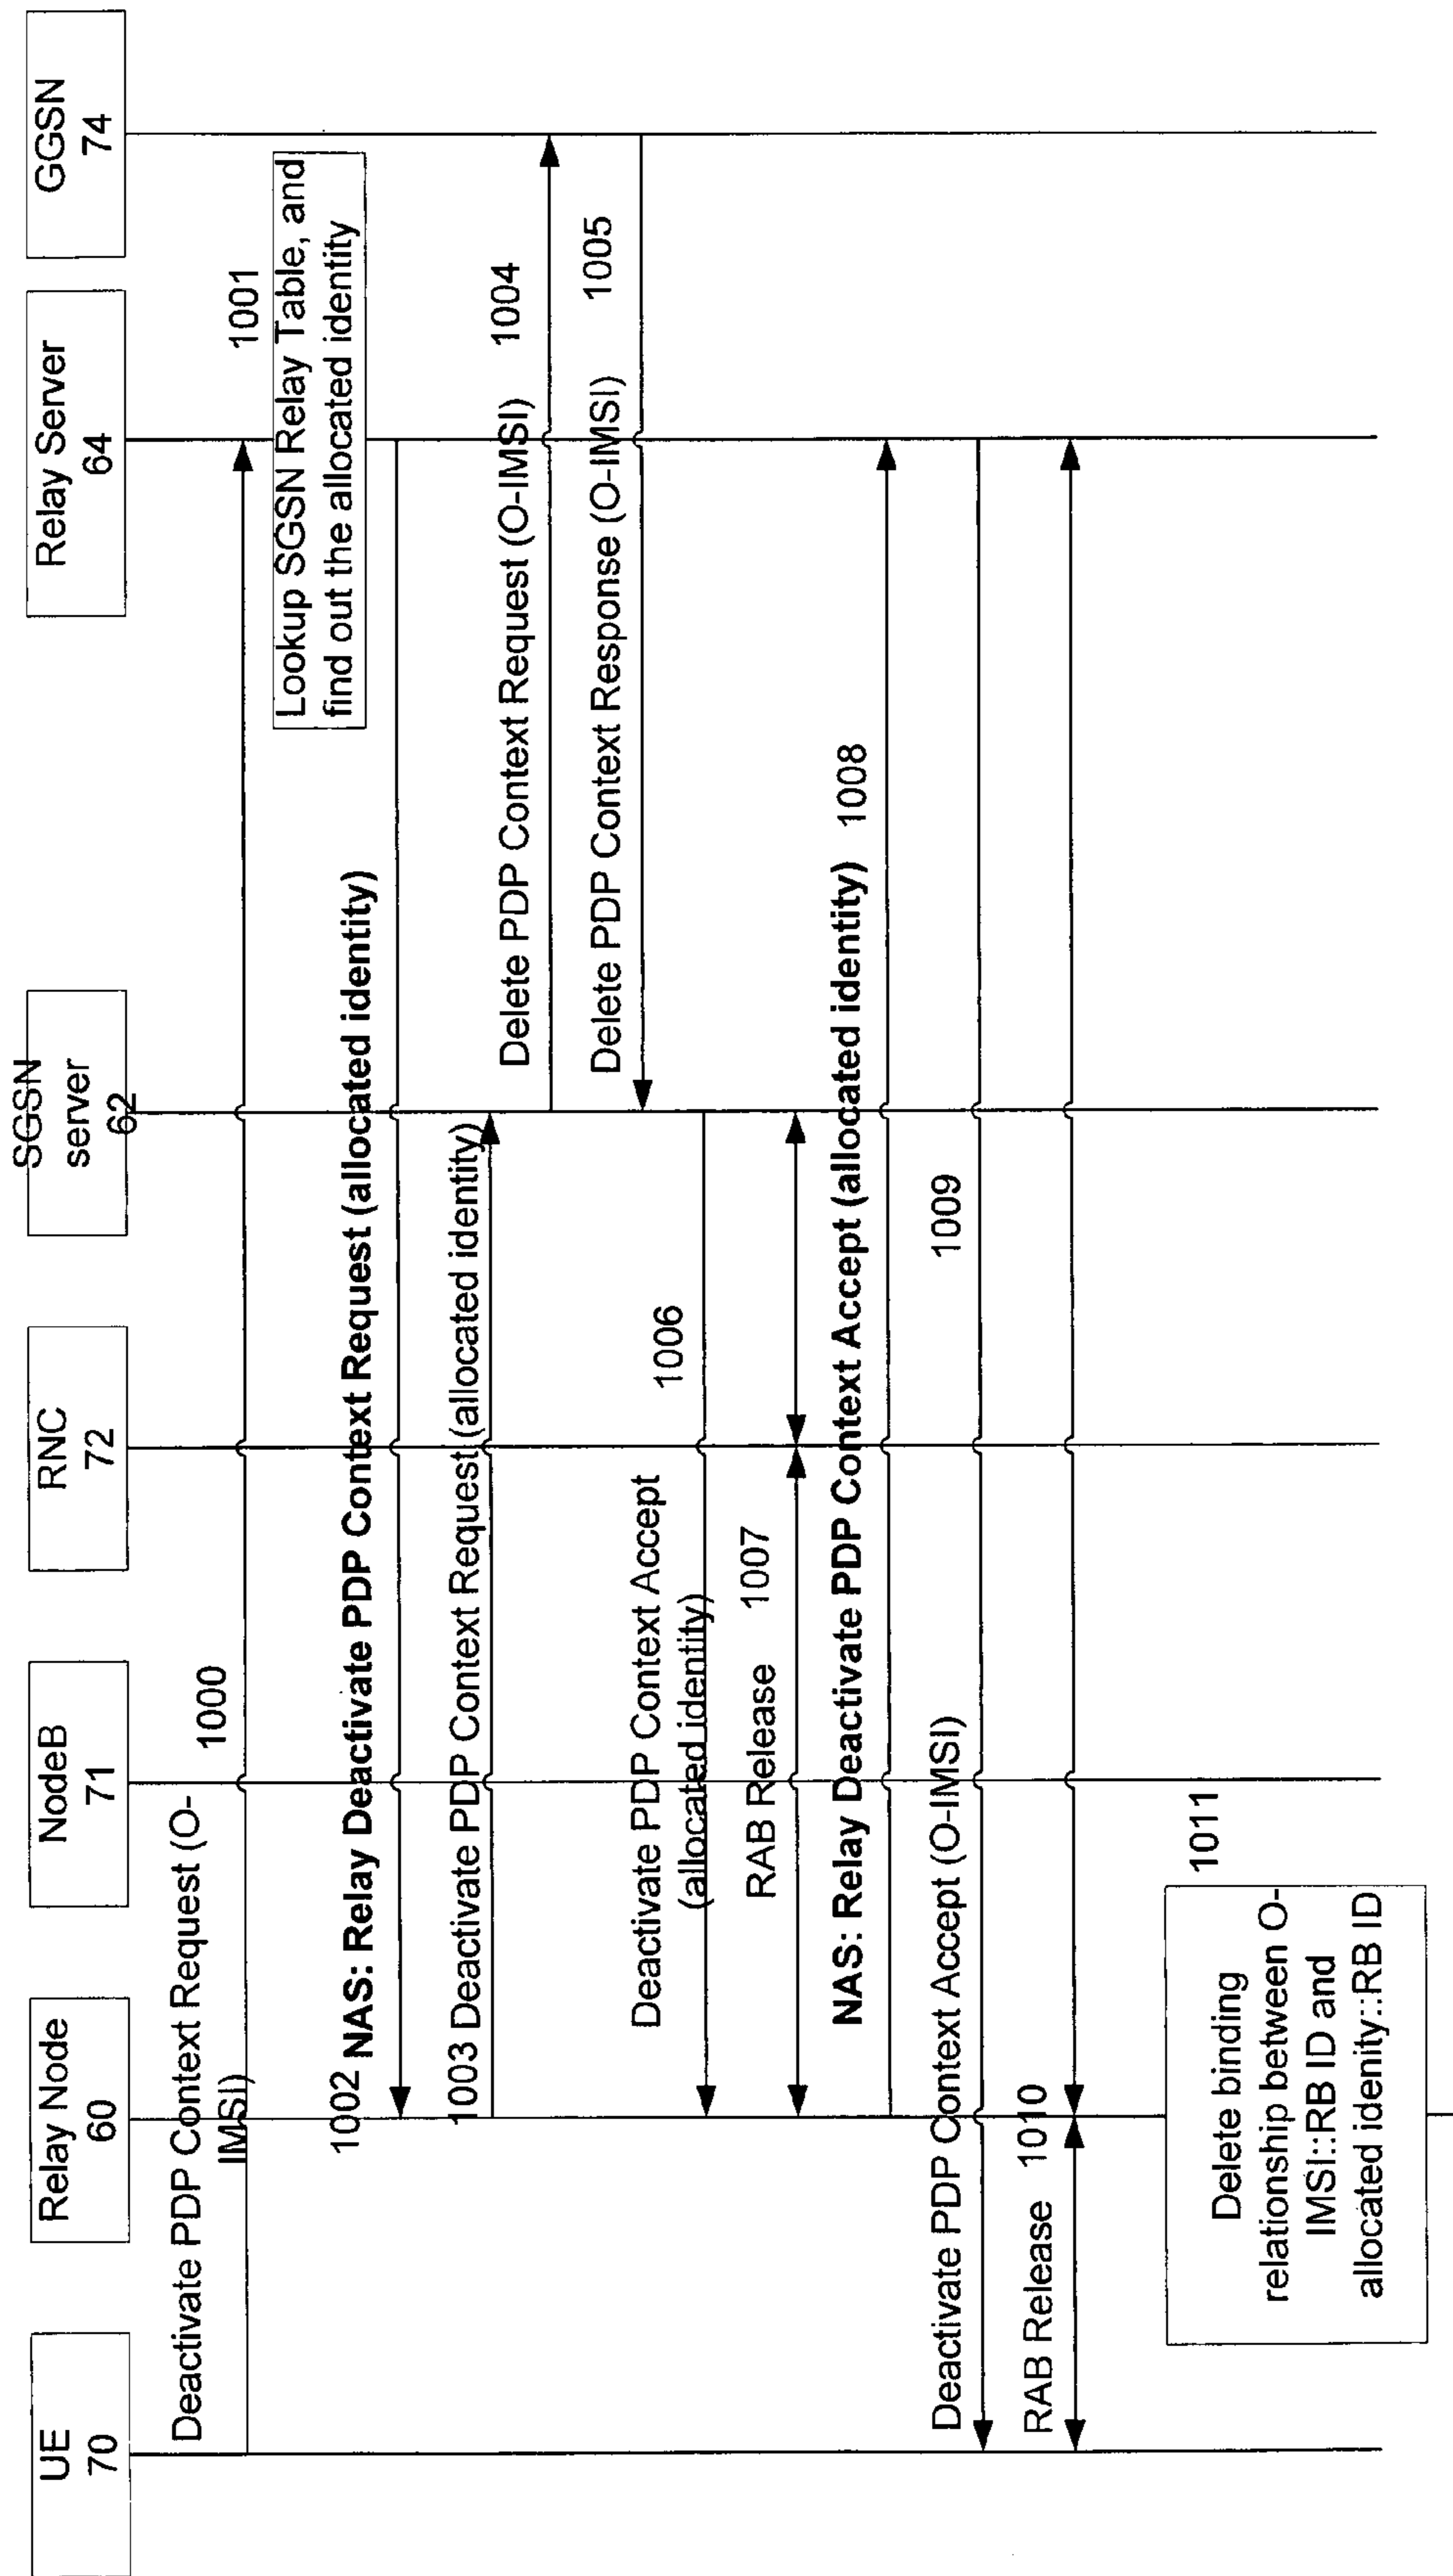 UE
70
Relay Node
60
NodeB
71
RNC
72
SGSN
server
62
Relay Server
64
GGSN
74
Deactivate PDP Context Request (O-
IMSI)
1000
1001
Lookup SGSN Relay Table, and
find out the allocated identity
1002 NAS: Relay Deactivate PDP Context Request (allocated identity)
1003 Deactivate PDP Context Request (allocated identity)
Delete PDP Context Request (O-IMSI) 1004
Delete PDP Context Response (O-IMSI) 1005
Deactivate PDP Context Accept
(allocated identity)
1006
RAB Release 1007
NAS: Relay Deactivate PDP Context Accept (allocated identity) 1008
Deactivate PDP Context Accept (O-IMSI)
1009
RAB Release 1010
1011
Delete binding
relationship between O-
IMSI::RB ID and
allocated idenity::RB ID